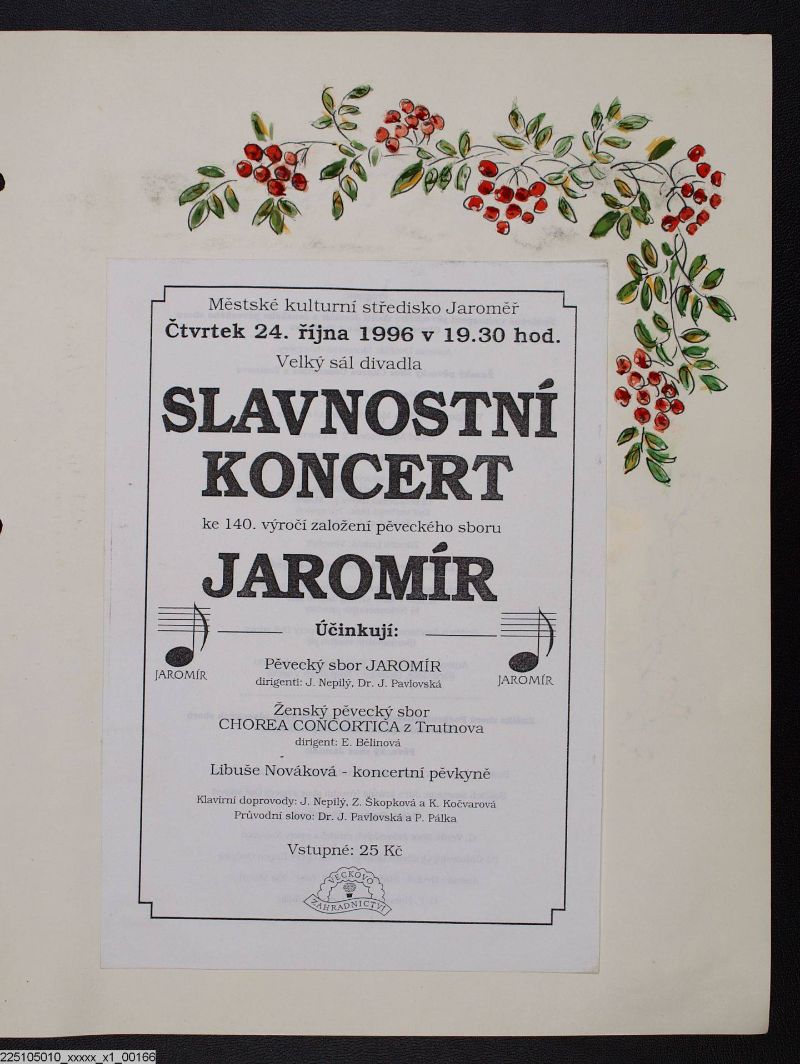 Městské kulturní středisko Jaroměř
Čtvrtek 24. října 1996 v 19.30 hod.
Velký sál divadla
SLAVNOSTNÍ
KONCERT
ke 140. výročí založení pěveckého sboru
JAROMÍR
Účinkují:
JAROMÍR
JAROMÍR
Pěvecký sbor JAROMÍR
dirigenti: J. Nepilý, Dr. J. Pavlovská
Ženský pěvecký sbor
CHOREA CONCORTICA z Trutnova
dirigent: E. Bělinová
Libuše Nováková - koncertní pěvkyně
Klavírní doprovody: J. Nepilý, Z. Škopková a K. Kočvarová
Průvodní slovo: Dr. J. Pavlovská a P. Pálka
Vstupné: 25 Kč
VECKOVO
ZAHRADNICTVÍ
225105010_xxxxx_x1_00166